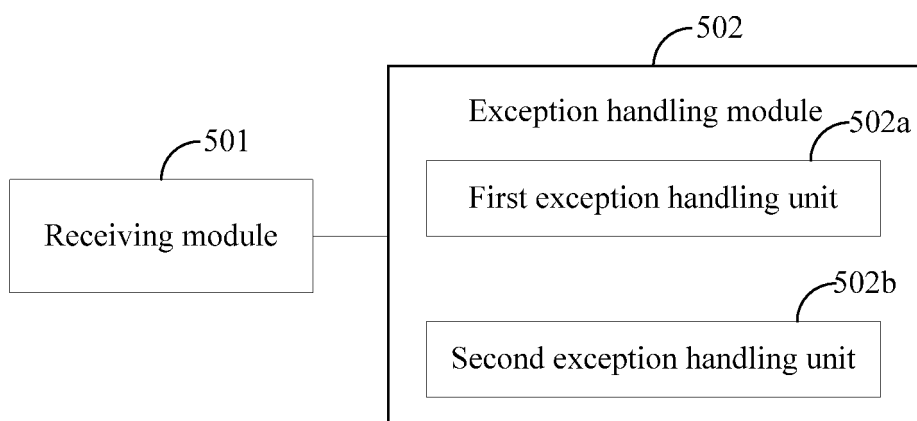 502
Exception handling module
501
502a
Receiving module
First exception handling unit
502b
Second exception handling unit